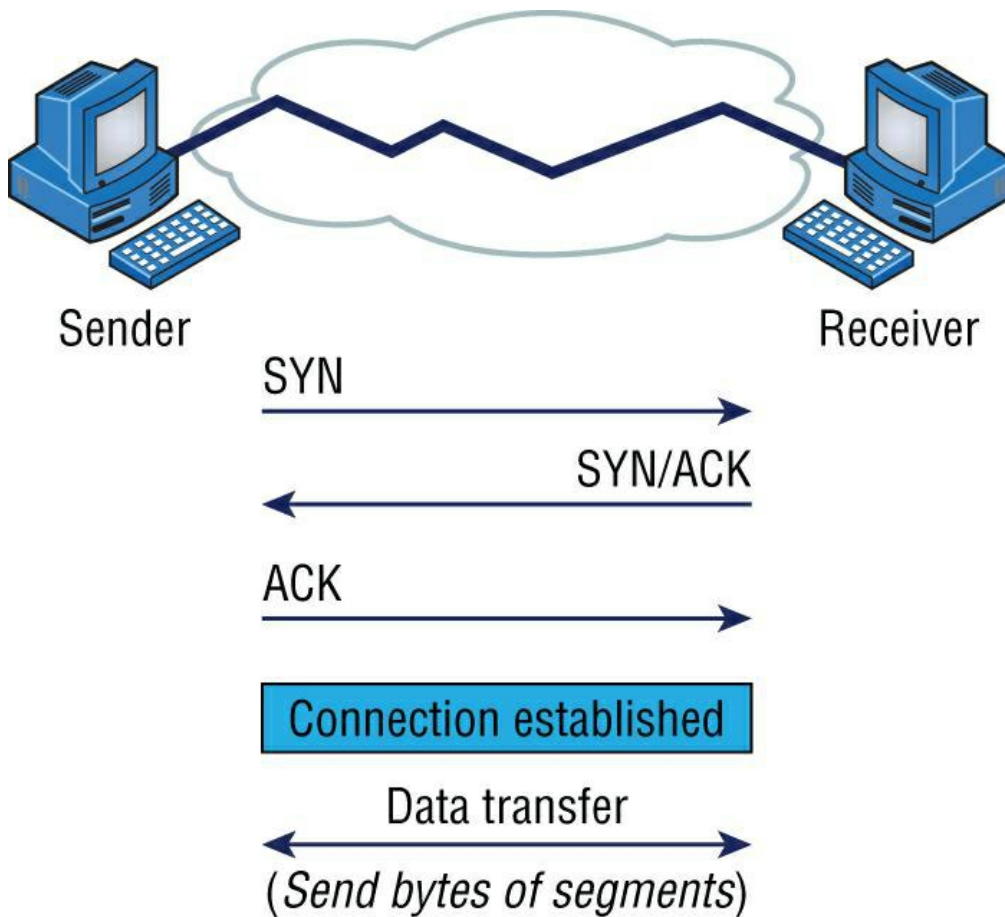 Sender
Receiver
SYN
SYN/ACK
ACK
Connection established
Data transfer
(Send bytes of segments)